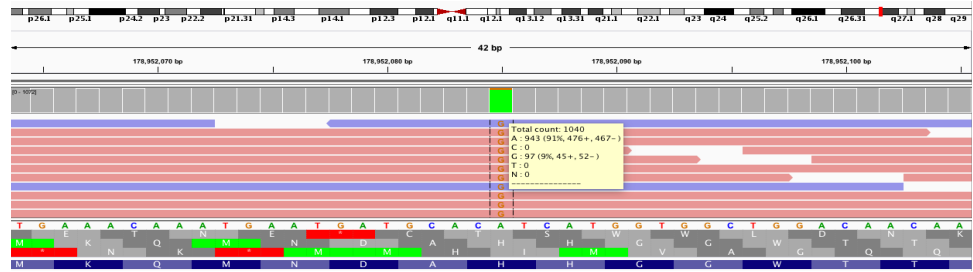 p26.1 p25.1 p24.2 p23 p22.2 p21.31 p14.3 p14.1 p12.3 p12.1 q11.1 q12.1 q13.12 q13.31 q21.1 q22.1 q23 q24 q25.2 q26.1 q26.31 q27.1 q28 q29
42 bp
178,952,070 bp 178,952,080 bp 178,952,090 bp 178,952,100 bp
[0 - 1072]
G
G
G
G
G
G
G
G
G
G
G
Total count: 1040
A : 943 (91%, 476+, 467-)
C : 0
G : 97 (9%, 45+, 52-)
T : 0
N : 0
---------------
T G A A A C A A A T G A A T G A T G C A C A T C A T G G T G G C T G G A C A A C A A
E T N E * C T S W W L D N K
M K Q M N D A H H G G W T T
* N K * M M H I M V A G Q Q
M K Q M N D A H H G G W T T